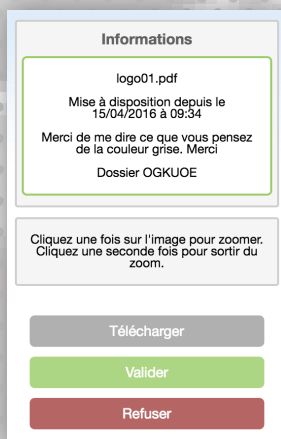 Informations
logo01.pdf
Mise à disposition depuis le
15/04/2016 à 09:34
Merci de me dire ce que vous pensez
de la couleur grise. Merci
Dossier OGKUOE
Cliquez une fois sur l'image pour zoomer.
Cliquez une seconde fois pour sortir du
zoom.
Télécharger
Valider
Refuser